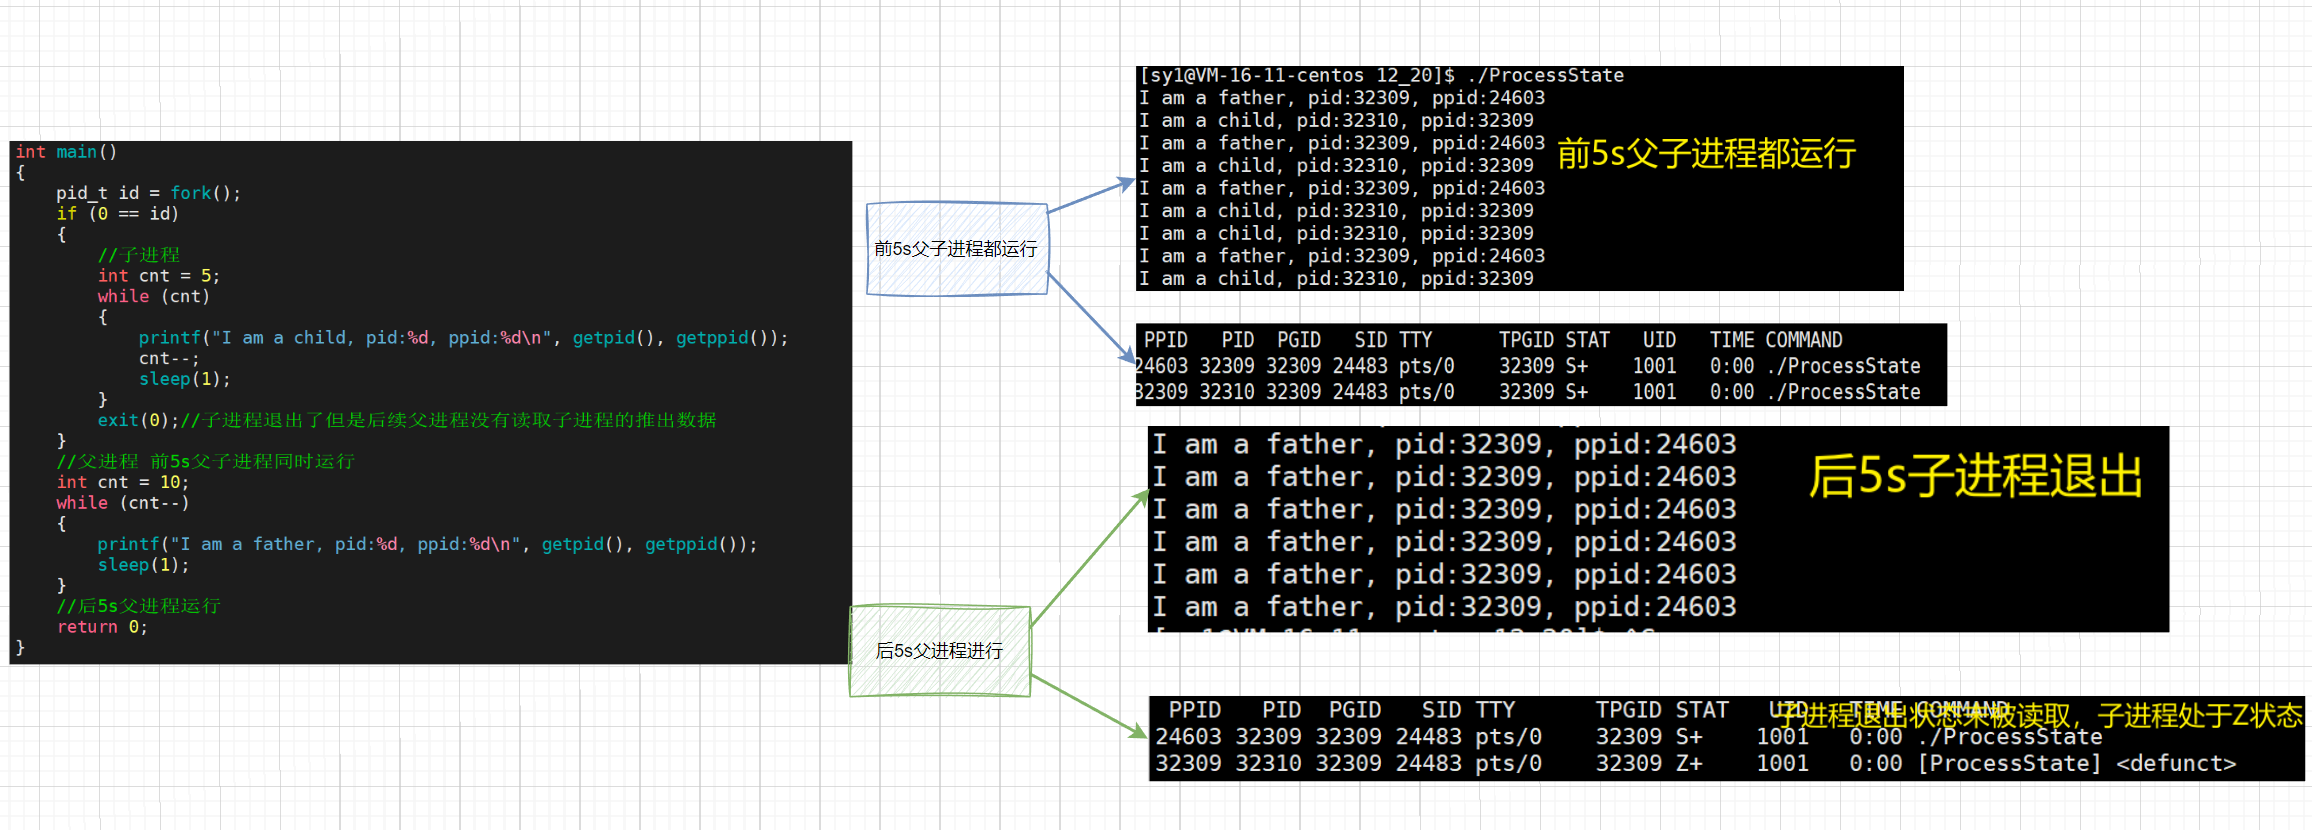 int main()
{
    pid_t id = fork();
    if (0 == id)
    {
        //子进程
        int cnt = 5;
        while (cnt)
        {
            printf("I am a child, pid:%d, ppid:%d\n", getpid(), getppid());
            cnt--;
            sleep(1);
        }
        exit(0);//子进程退出了但是后续父进程没有读取子进程的推出数据
    }
    //父进程 前5s父子进程同时运行
    int cnt = 10;
    while (cnt--)
    {
        printf("I am a father, pid:%d, ppid:%d\n", getpid(), getppid());
        sleep(1);
    }
    //后5s父进程运行
    return 0;
}
前5s父子进程都运行
[sy1@VM-16-11-centos 12_20]$ ./ProcessState
I am a father, pid:32309, ppid:24603
I am a child, pid:32310, ppid:32309
I am a father, pid:32309, ppid:24603
I am a child, pid:32310, ppid:32309
I am a father, pid:32309, ppid:24603
I am a child, pid:32310, ppid:32309
I am a child, pid:32310, ppid:32309
I am a father, pid:32309, ppid:24603
I am a child, pid:32310, ppid:32309
前5s父子进程都运行
PPID PID PGID SID TTY TPGID STAT UID TIME COMMAND
24603 32309 32309 24483 pts/0 32309 S+ 1001 0:00 ./ProcessState
32309 32310 32309 24483 pts/0 32309 S+ 1001 0:00 ./ProcessState
后5s父进程进行
I am a father, pid:32309, ppid:24603
I am a father, pid:32309, ppid:24603
I am a father, pid:32309, ppid:24603
I am a father, pid:32309, ppid:24603
I am a father, pid:32309, ppid:24603
I am a father, pid:32309, ppid:24603
后5s子进程退出
PPID PID PGID SID TTY TPGID STAT UID TIME COMMAND
子进程退出状态未被读取，子进程处于Z状态
24603 32309 32309 24483 pts/0 32309 S+ 1001 0:00 ./ProcessState
32309 32310 32309 24483 pts/0 32309 Z+ 1001 0:00 [ProcessState] <defunct>